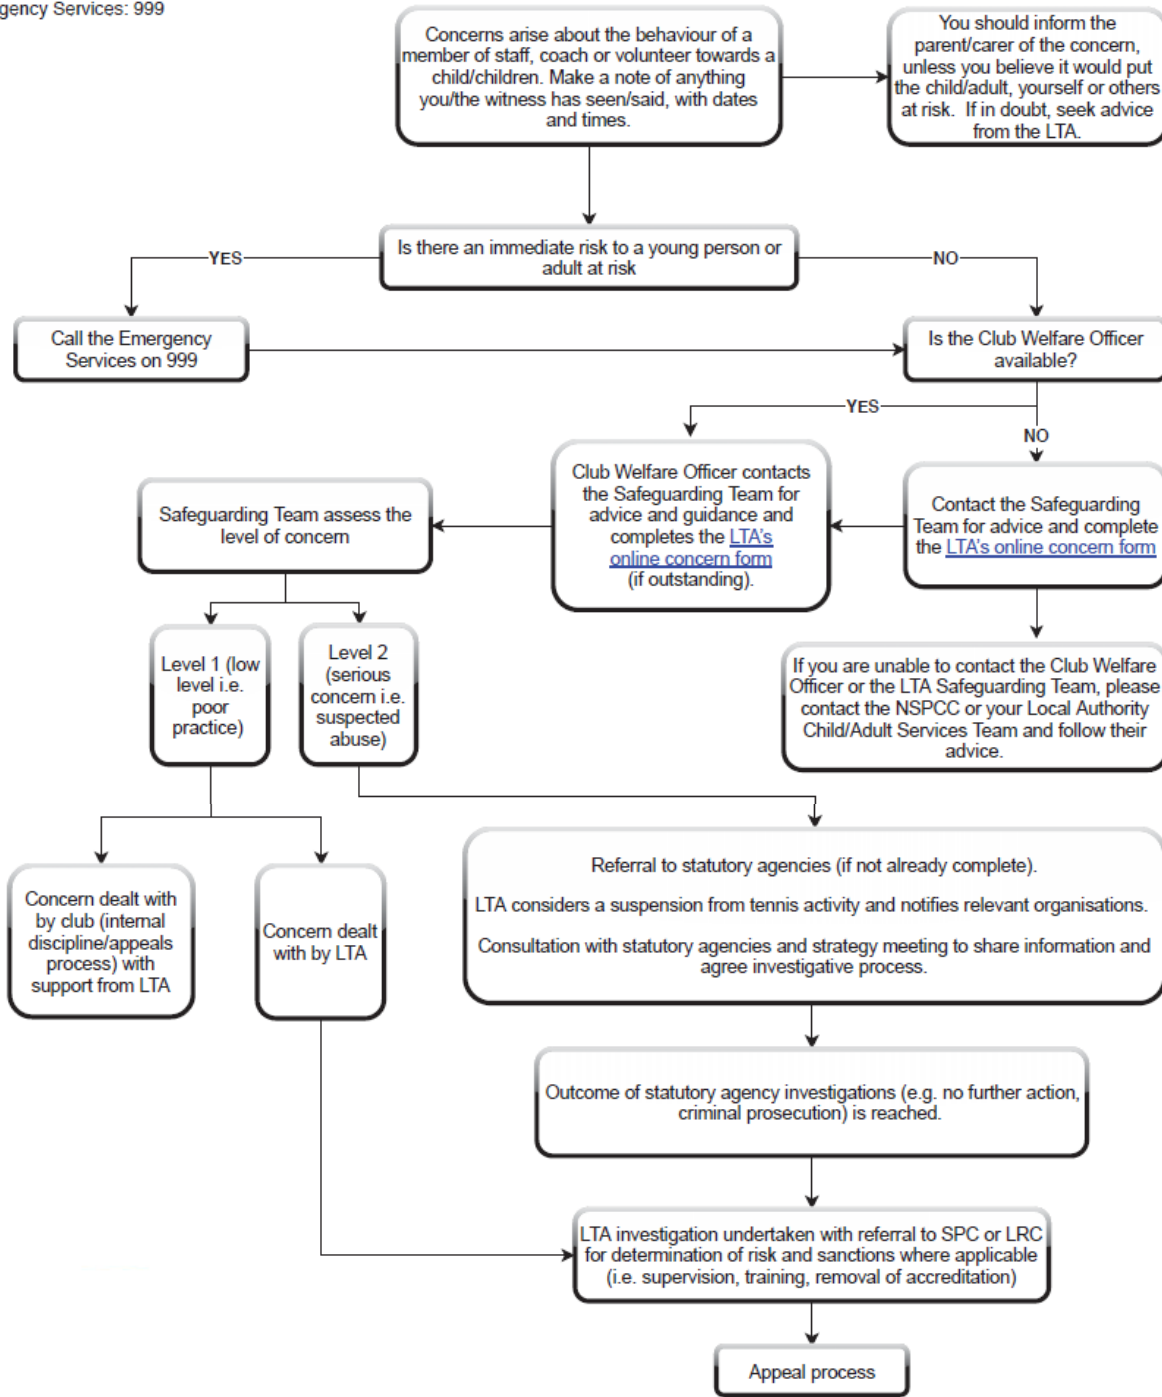 gency Services: 999
Concerns arise about the behaviour of a
member of staff, coach or volunteer towards a
child/children. Make a note of anything
you/the witness has seen/said, with dates
and times.
You should inform the
parent/carer of the concern,
unless you believe it would put
the child/adult, yourself or others
at risk. If in doubt, seek advice
from the LTA.
Is there an immediate risk to a young person or
adult at risk
YES
NO
Call the Emergency
Services on 999
Is the Club Welfare Officer
available?
YES
NO
Club Welfare Officer contacts
the Safeguarding Team for
advice and guidance and
completes the LTA's
online concern form
(if outstanding).
Contact the Safeguarding
Team for advice and complete
the LTA's online concern form
Safeguarding Team assess the
level of concern
Level 1 (low
level i.e.
poor
practice)
Level 2
(serious
concern i.e.
suspected
abuse)
If you are unable to contact the Club Welfare
Officer or the LTA Safeguarding Team, please
contact the NSPCC or your Local Authority
Child/Adult Services Team and follow their
advice.
Concern dealt with
by club (internal
discipline/appeals
process) with
support from LTA
Concern dealt
with by LTA
Referral to statutory agencies (if not already complete).
LTA considers a suspension from tennis activity and notifies relevant organisations.
Consultation with statutory agencies and strategy meeting to share information and
agree investigative process.
Outcome of statutory agency investigations (e.g. no further action,
criminal prosecution) is reached.
LTA investigation undertaken with referral to SPC or LRC
for determination of risk and sanctions where applicable
(i.e. supervision, training, removal of accreditation)
Appeal process